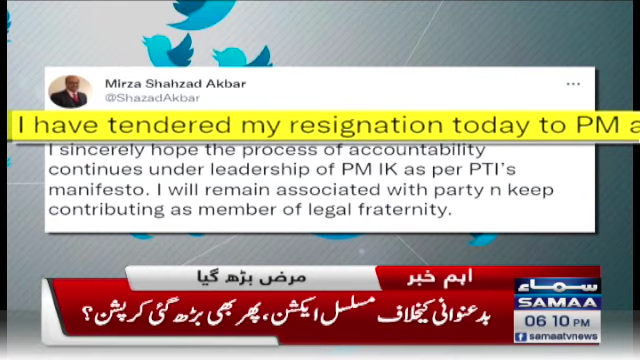 Mirza Shahzad Akbar
@ShazadAkbar
I have tendered my resignation today to PM a
I sincerely hope the process of accountability
continues under leadership of PM IK as per PTI's
manifesto. I will remain associated with party n keep
contributing as member of legal fraternity.
اہم خبر
مرض بڑھ گیا
بدعنوانی کیخلاف مسلسل ایکشن، پھر بھی بڑھ گئی کرپشن؟
سماء
SAMAA
06:10 PM
f samaatvnews